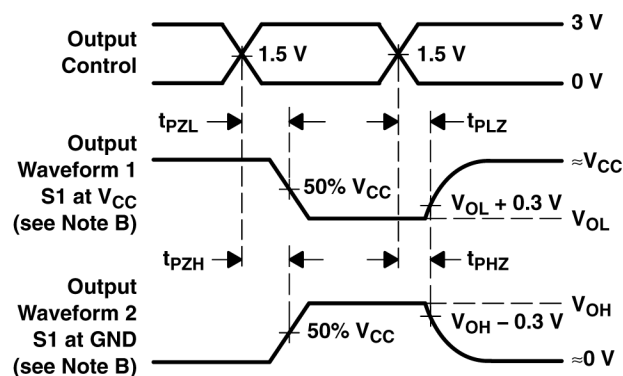 Output
Control
1.5 V
1.5 V
3 V
0 V
tPZL
tPLZ
Output
Waveform 1
S1 at VCC
(see Note B)
50% VCC
≈VCC
VOL + 0.3 V
VOL
tPZH
tPHZ
Output
Waveform 2
S1 at GND
(see Note B)
50% VCC
VOH
VOH − 0.3 V
≈0 V